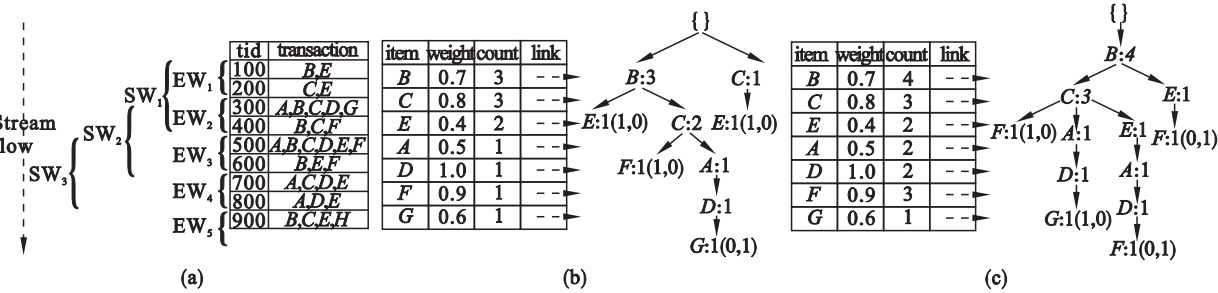 Stream
flow
SW₁
SW₂
SW₃
EW₁
EW₂
EW₃
EW₄
EW₅
tid transaction
100 B,E
200 C,E
300 A,B,C,D,G
400 B,C,F
500 A,B,C,D,E,F
600 B,E,F
700 A,C,D,E
800 A,D,E
900 B,C,E,H
(a)
item weight count link
B 0.7 3
C 0.8 3
E 0.4 2
A 0.5 1
D 1.0 1
F 0.9 1
G 0.6 1
{}
B:3 C:1
E:1(1,0) C:2 E:1(1,0)
F:1(1,0) A:1
D:1
G:1(0,1)
(b)
item weight count link
B 0.7 4
C 0.8 3
E 0.4 2
A 0.5 2
D 1.0 2
F 0.9 3
G 0.6 1
{}
B:4
C:3 E:1
F:1(1,0) A:1 E:1 F:1(0,1)
D:1 A:1
G:1(1,0) D:1
F:1(0,1)
(c)